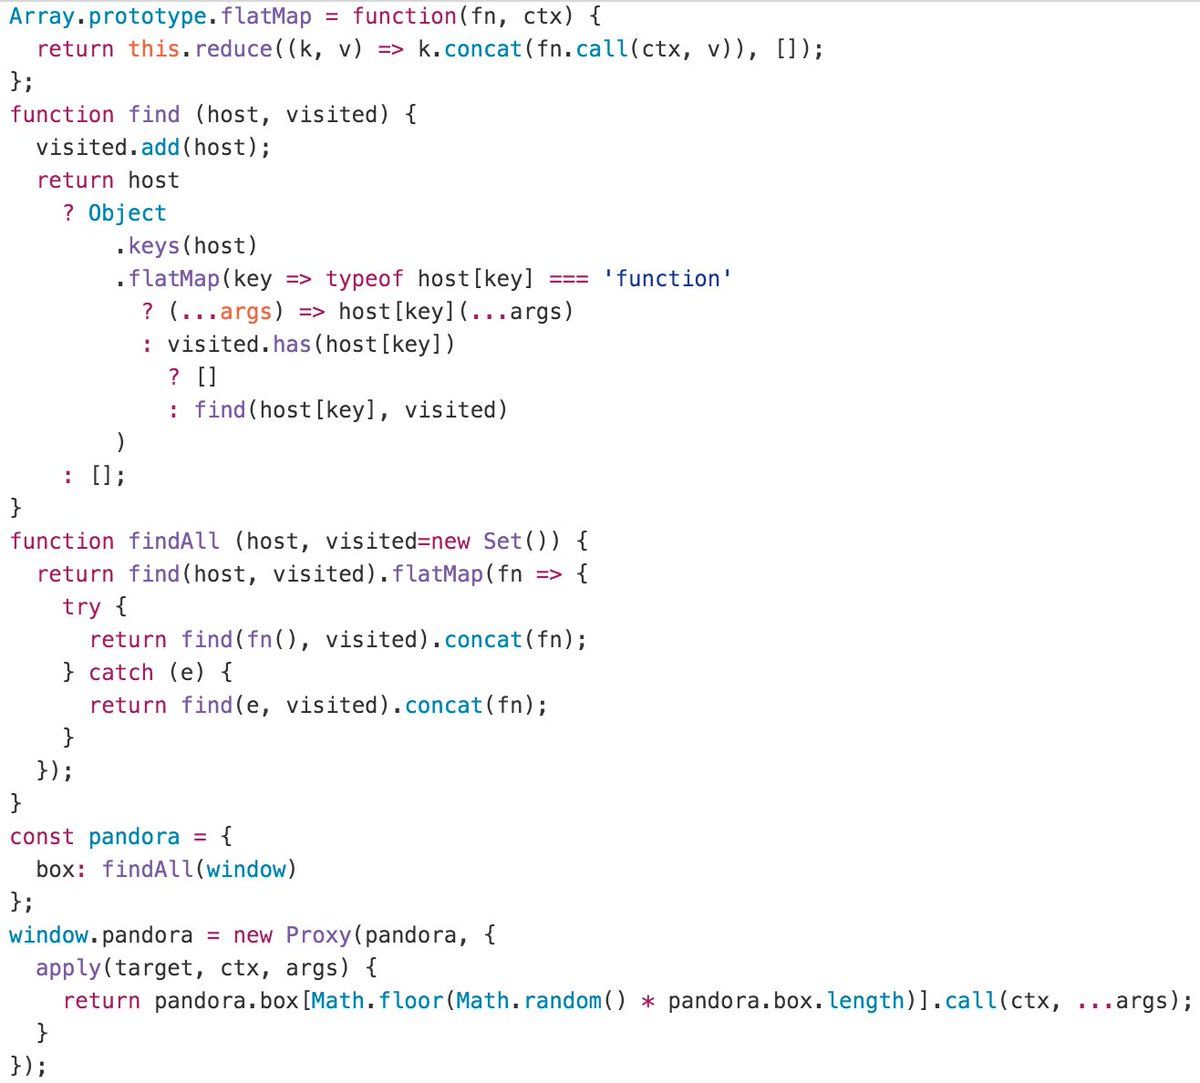 Array.prototype.flatMap = function(fn, ctx) {
  return this.reduce((k, v) => k.concat(fn.call(ctx, v)), []);
};
function find (host, visited) {
  visited.add(host);
  return host
    ? Object
        .keys(host)
        .flatMap(key => typeof host[key] === 'function'
          ? (...args) => host[key](...args)
          : visited.has(host[key])
            ? []
            : find(host[key], visited)
        )
    : [];
}
function findAll (host, visited=new Set()) {
  return find(host, visited).flatMap(fn => {
    try {
      return find(fn(), visited).concat(fn);
    } catch (e) {
      return find(e, visited).concat(fn);
    }
  });
}
const pandora = {
  box: findAll(window)
};
window.pandora = new Proxy(pandora, {
  apply(target, ctx, args) {
    return pandora.box[Math.floor(Math.random() * pandora.box.length)].call(ctx, ...args);
  }
});